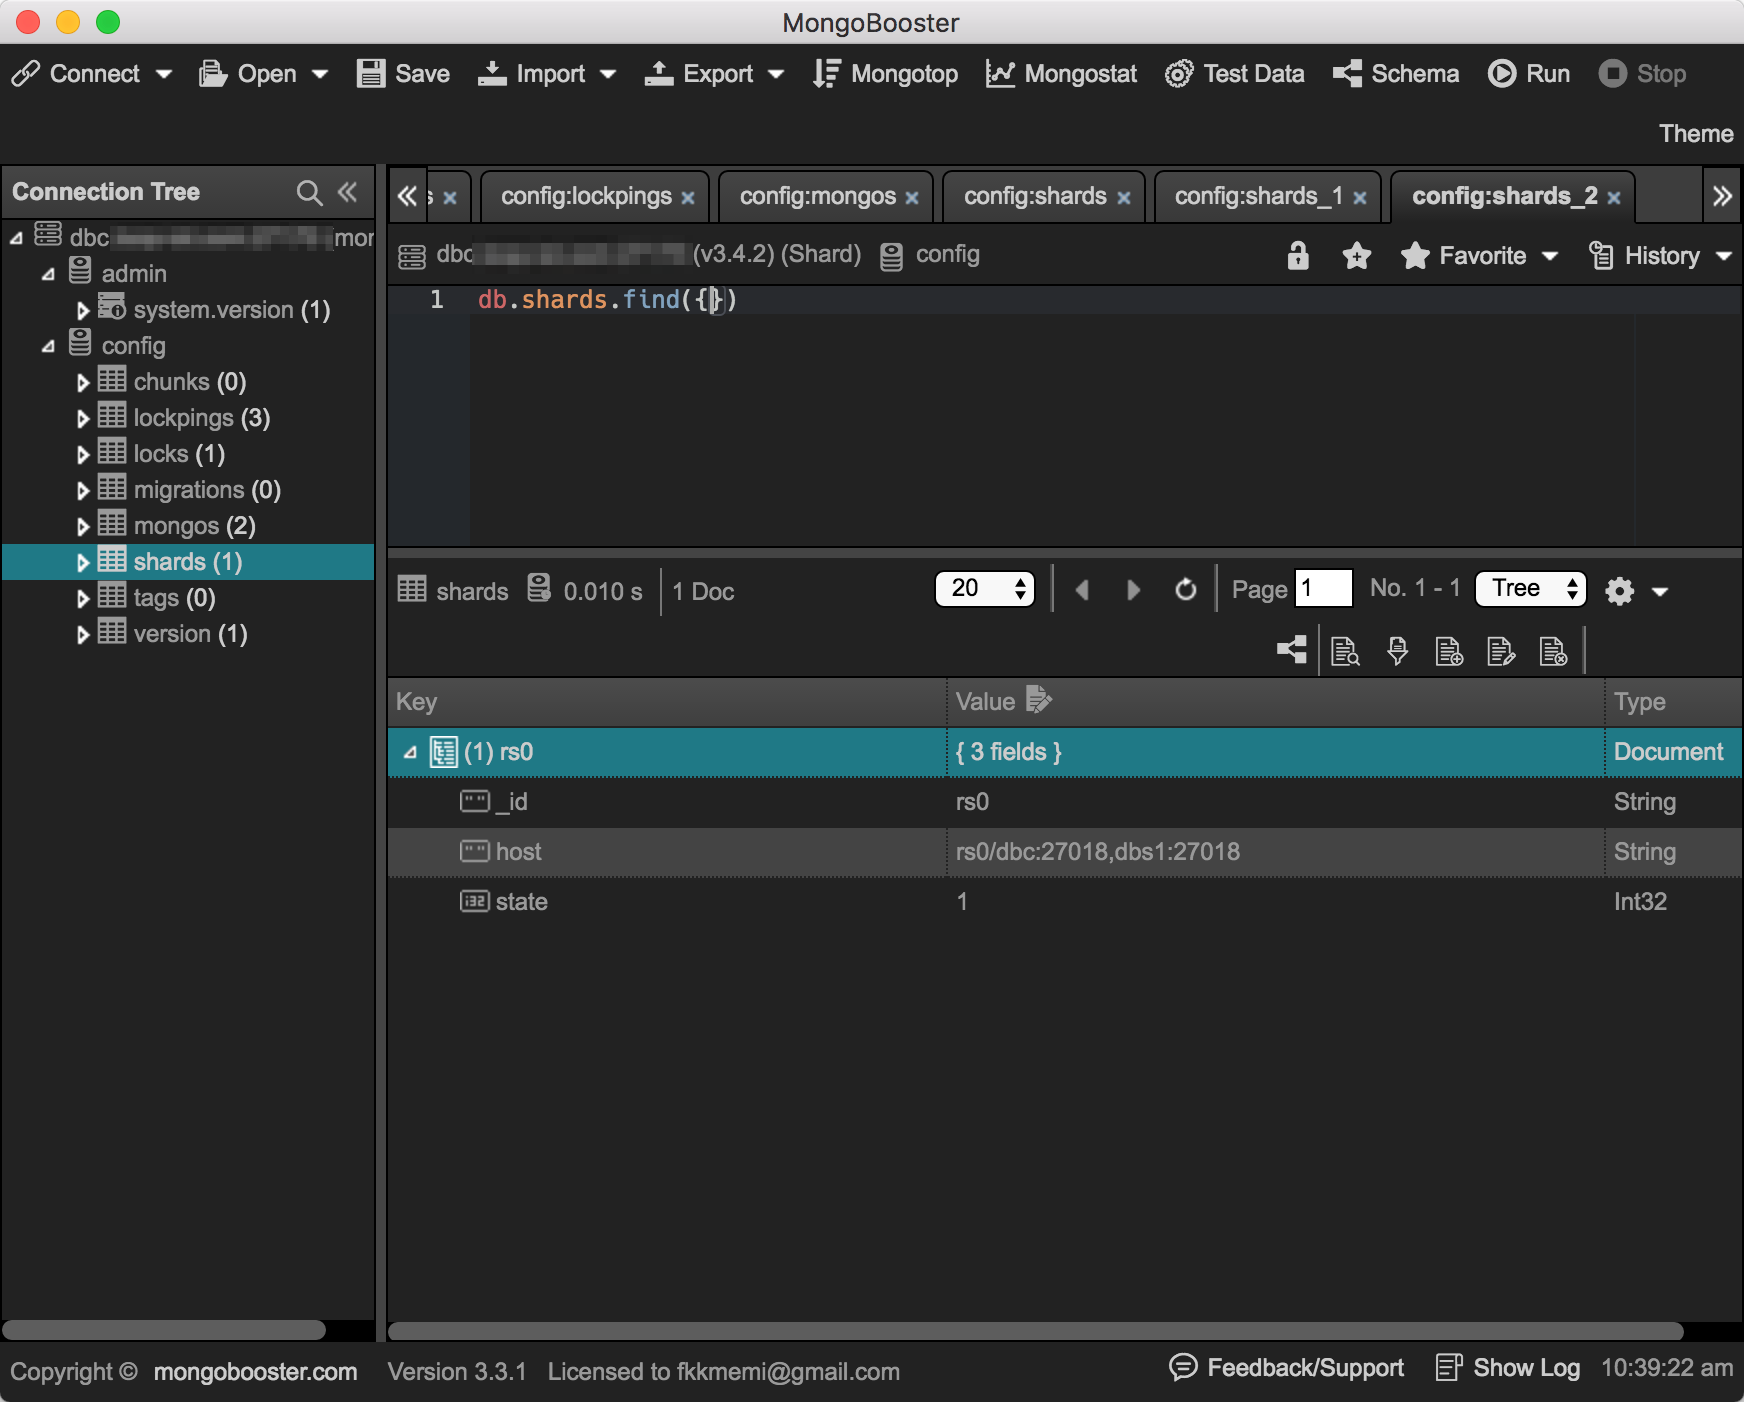 MongoBooster
Connect Open Save Import Export Mongotop Mongostat Test Data Schema Run Stop
Theme
Connection Tree
config:lockpings config:mongos config:shards config:shards_1 config:shards_2
dbc mor
admin
system.version (1)
config
chunks (0)
lockpings (3)
locks (1)
migrations (0)
mongos (2)
shards (1)
tags (0)
version (1)
dbc (v3.4.2) (Shard) config Favorite History
1 db.shards.find({})
shards 0.010 s 1 Doc 20 Page 1 No. 1 - 1 Tree
Key Value Type
(1) rs0 { 3 fields } Document
_id rs0 String
host rs0/dbc:27018,dbs1:27018 String
state 1 Int32
Copyright © mongobooster.com Version 3.3.1 Licensed to fkkmemi@gmail.com Feedback/Support Show Log 10:39:22 am